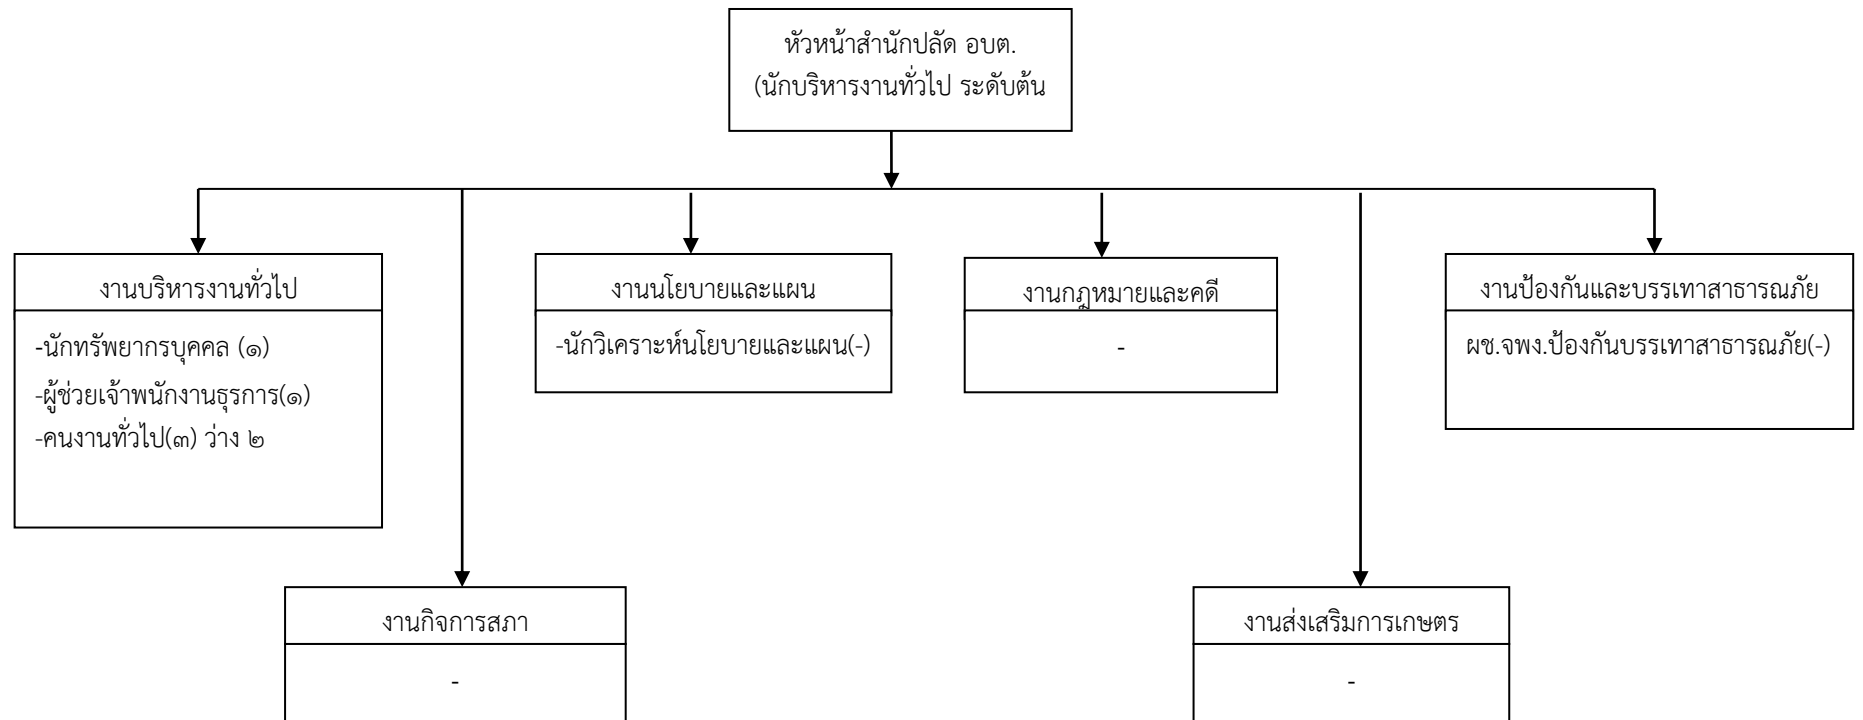 หัวหน้าสำนักปลัด อบต.
(นักบริหารงานทั่วไป ระดับต้น
งานบริหารงานทั่วไป
-นักทรัพยากรบุคคล (๑)
-ผู้ช่วยเจ้าพนักงานธุรการ(๑)
-คนงานทั่วไป(๓) ว่าง ๒
งานนโยบายและแผน
-นักวิเคราะห์นโยบายและแผน(-)
งานกฎหมายและคดี
-
งานป้องกันและบรรเทาสาธารณภัย
ผช.จพง.ป้องกันบรรเทาสาธารณภัย(-)
งานกิจการสภา
-
งานส่งเสริมการเกษตร
-